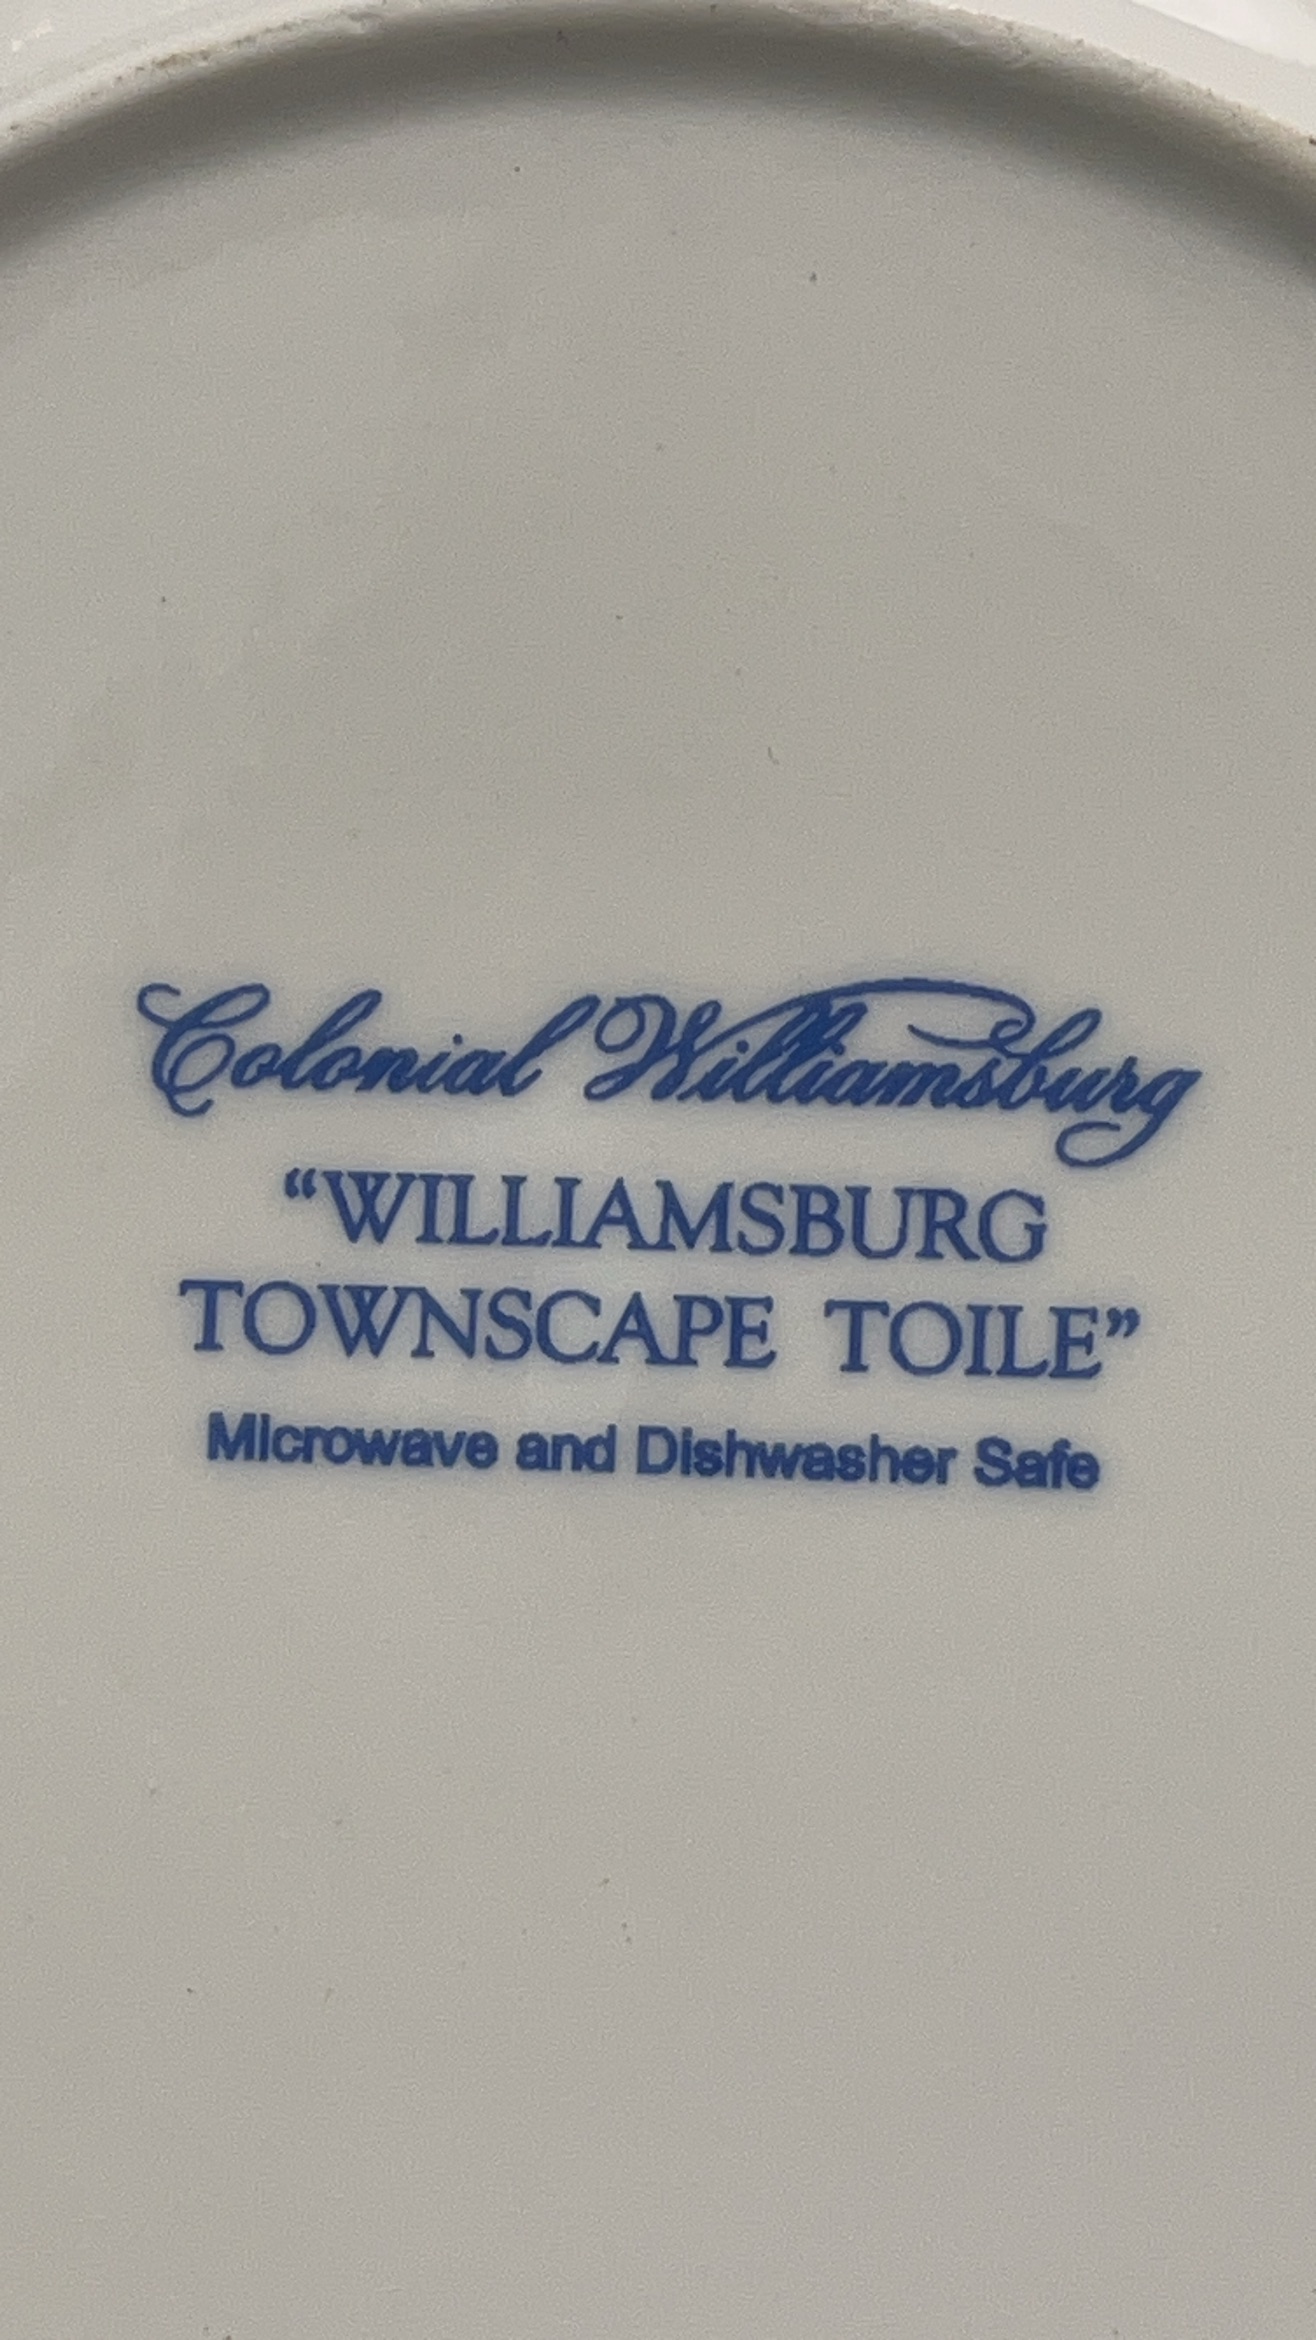 Colonial Williamsburg
“WILLIAMSBURG
TOWNSCAPE TOILE”
Microwave and Dishwasher Safe